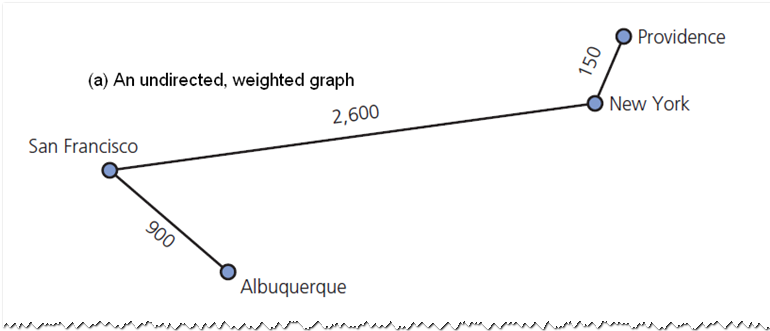 Providence
150
(a) An undirected, weighted graph
New York
2,600
San Francisco
900
Albuquerque